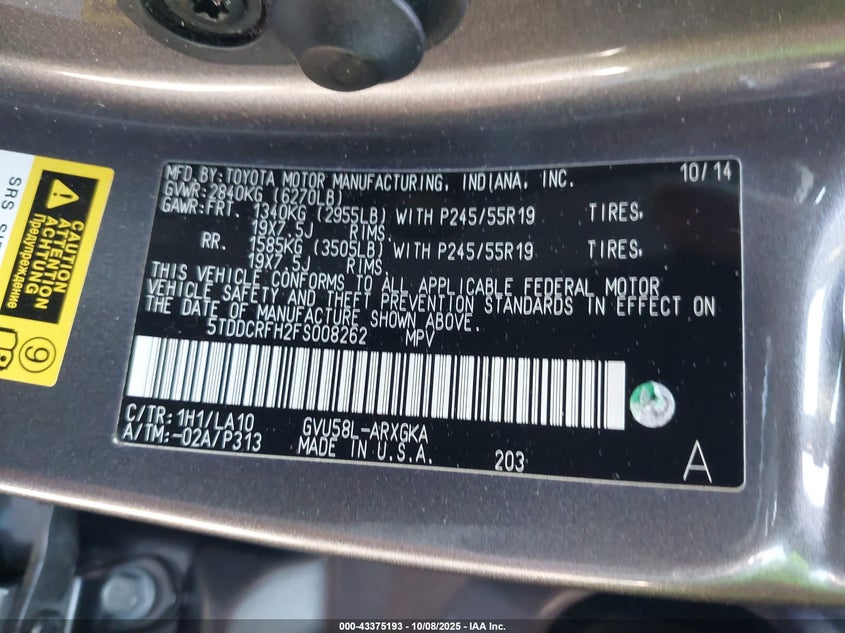 MFD.BY:TOYOTA MOTOR MANUFACTURING, INDIANA, INC. 10/14
GVWR:2840KG (6270LB)
GAWR:FRT. 1340KG (2955LB) WITH P245/55R19 TIRES,
19X7.5J RIMS.
RR. 1585KG (3505LB) WITH P245/55R19 TIRES,
19X7.5J RIMS.
THIS VEHICLE CONFORMS TO ALL APPLICABLE FEDERAL MOTOR
VEHICLE SAFETY AND THEFT PREVENTION STANDARDS IN EFFECT ON
THE DATE OF MANUFACTURE SHOWN ABOVE.
5TDDCRFH2FS008262 MPV
C/TR:1H1/LA10 GVU58L-ARXGKA
A/TM:-02A/P313 MADE IN U.S.A. 203 A
CAUTION
ATTENTION
ACHTUNG
Предупреждение
9
SRS
000-43375193 - 10/08/2025 - IAA Inc.